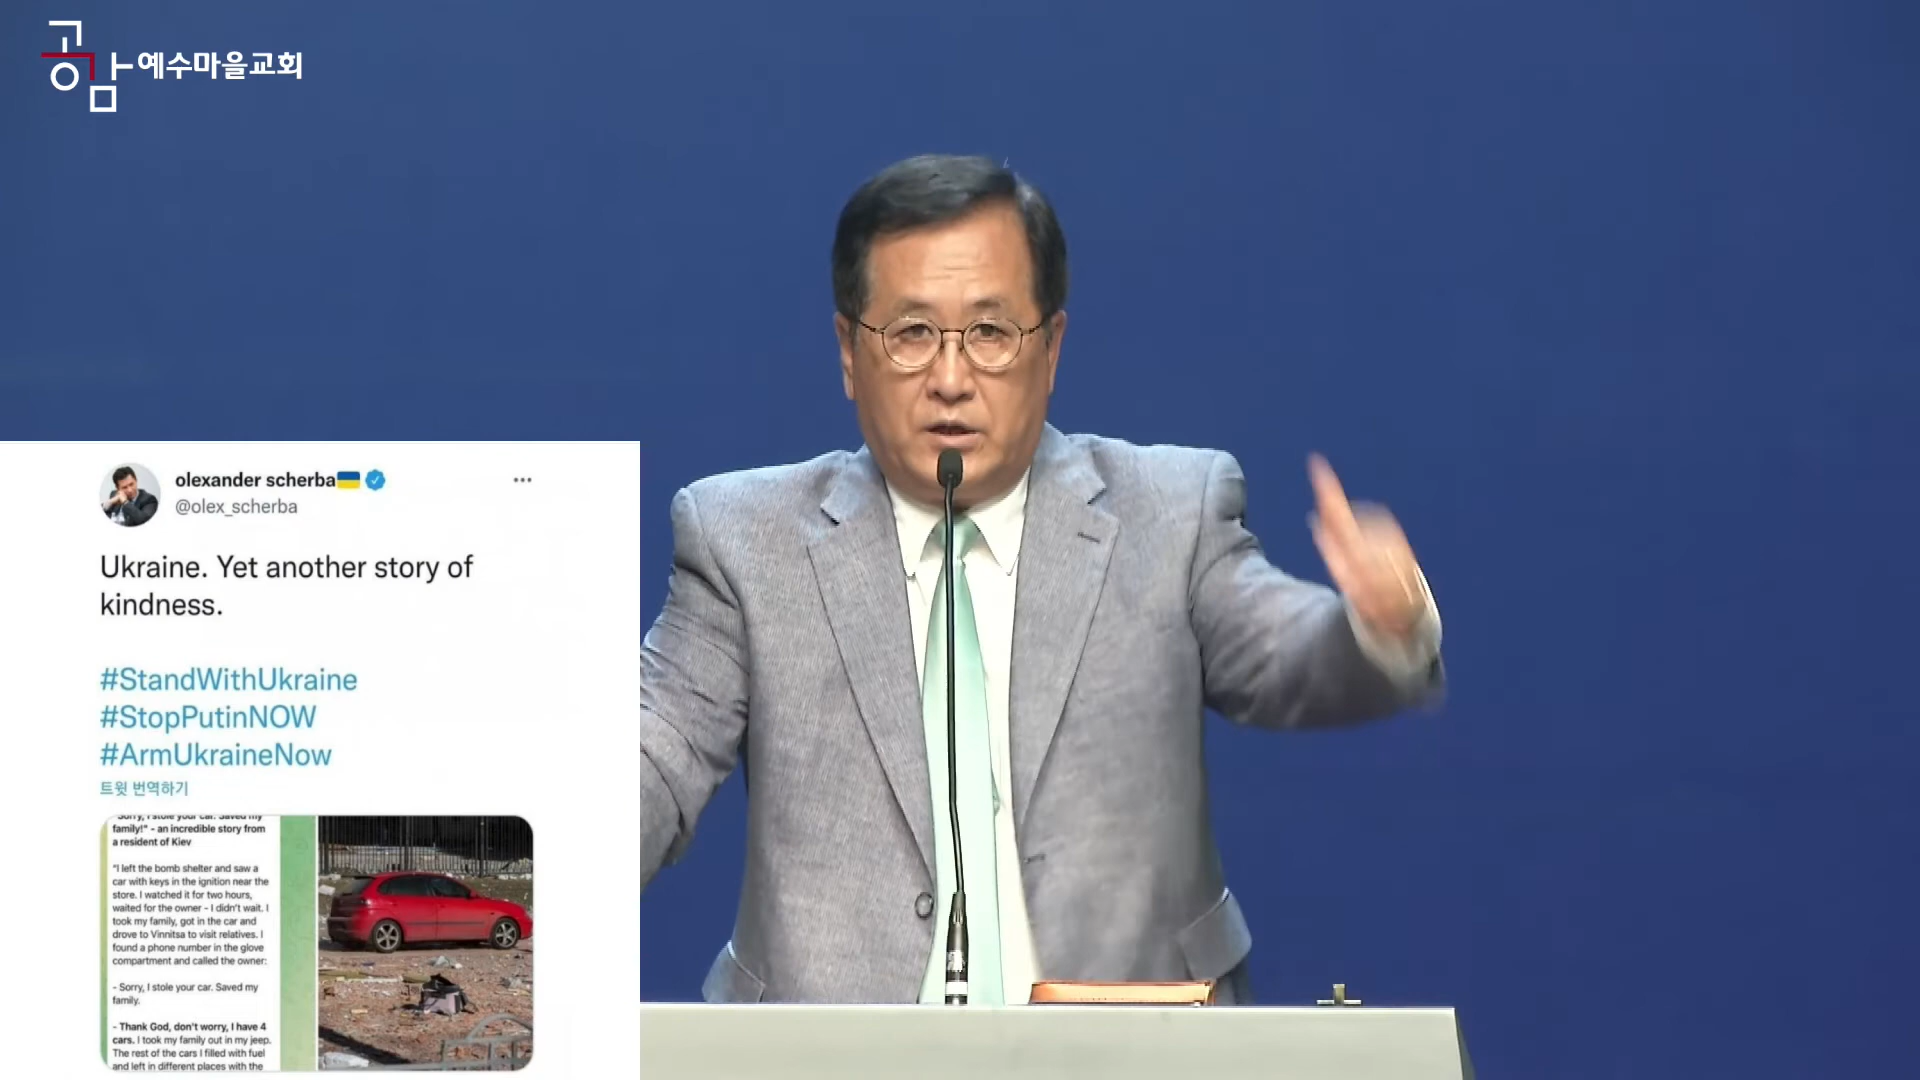 공감
예수마을교회
olexander scherba
@olex_scherba
Ukraine. Yet another story of
kindness.
#StandWithUkraine
#StopPutinNOW
#ArmUkraineNow
트윗 번역하기
"Sorry, I stole your car. Saved my
family!" - an incredible story from
a resident of Kiev
"I left the bomb shelter and saw a
car with keys in the ignition near the
store. I watched it for two hours,
waited for the owner - I didn't wait. I
took my family, got in the car and
drove to Vinnitsa to visit relatives. I
found a phone number in the glove
compartment and called the owner:
- Sorry, I stole your car. Saved my
family.
- Thank God, don't worry, I have 4
cars. I took my family out in my jeep.
The rest of the cars I filled with fuel
and left in different places with the